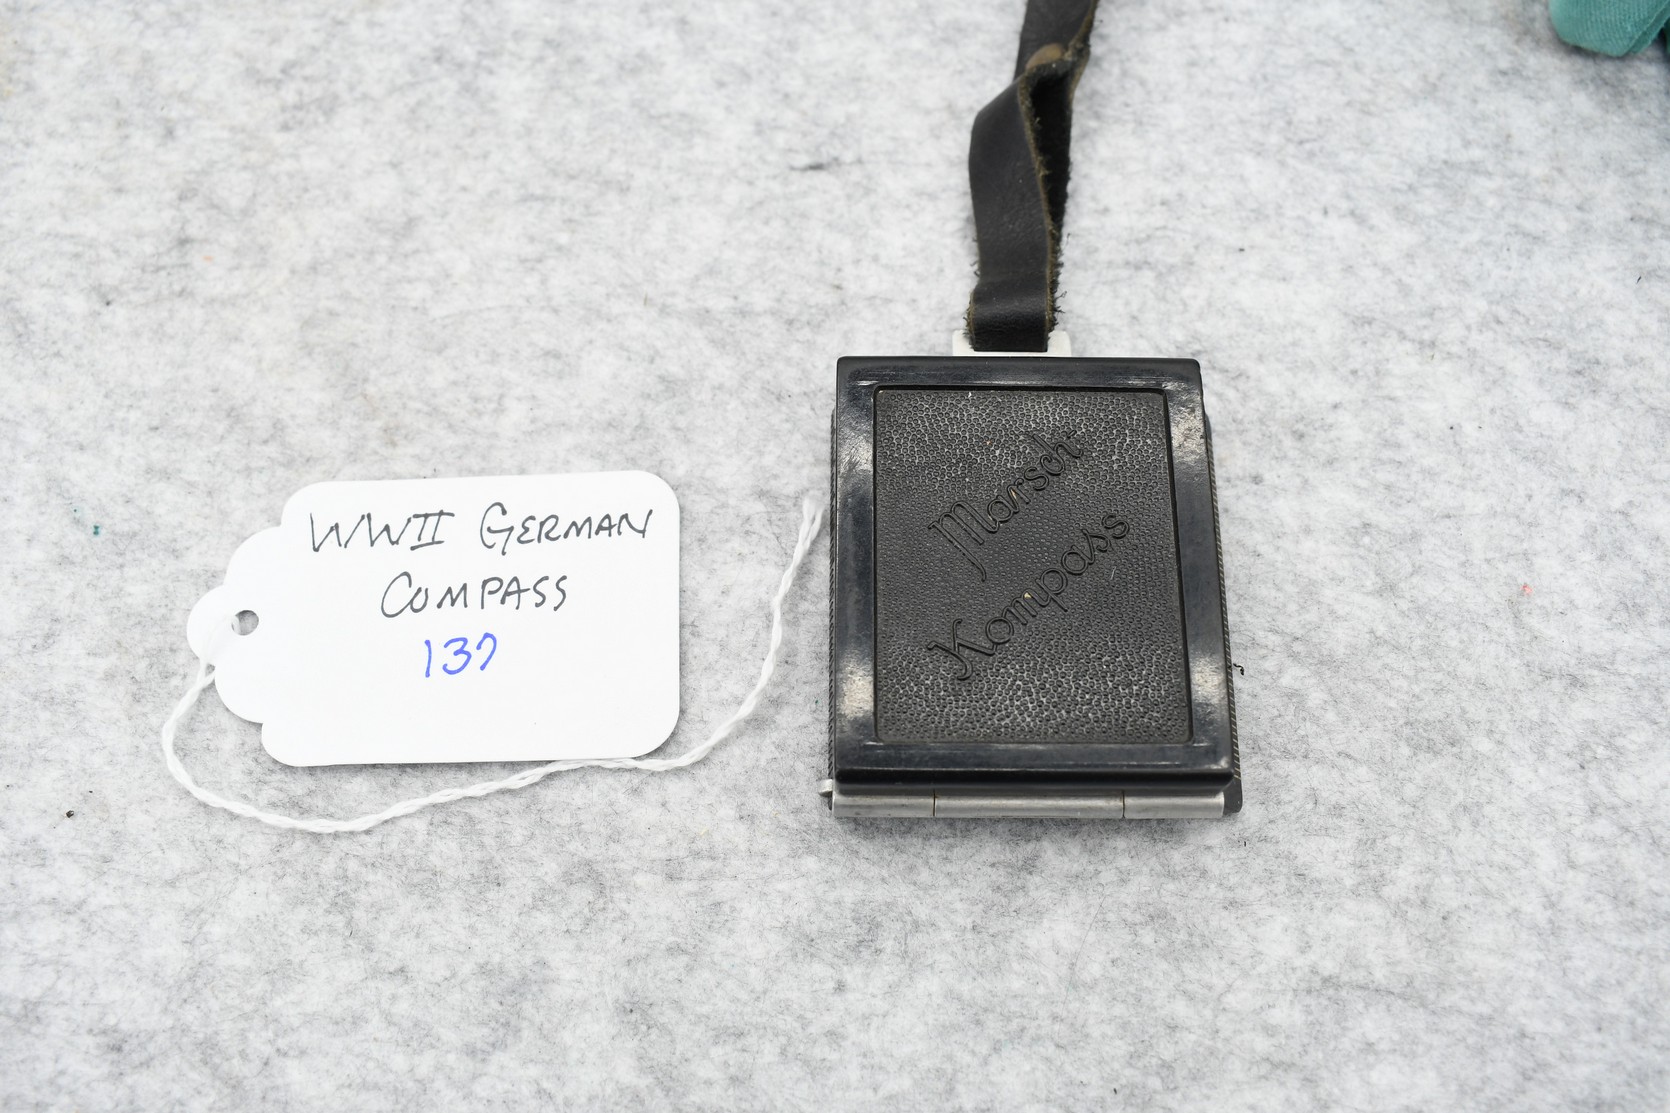 WWII GERMAN
COMPASS
137
Marsch
Kompass